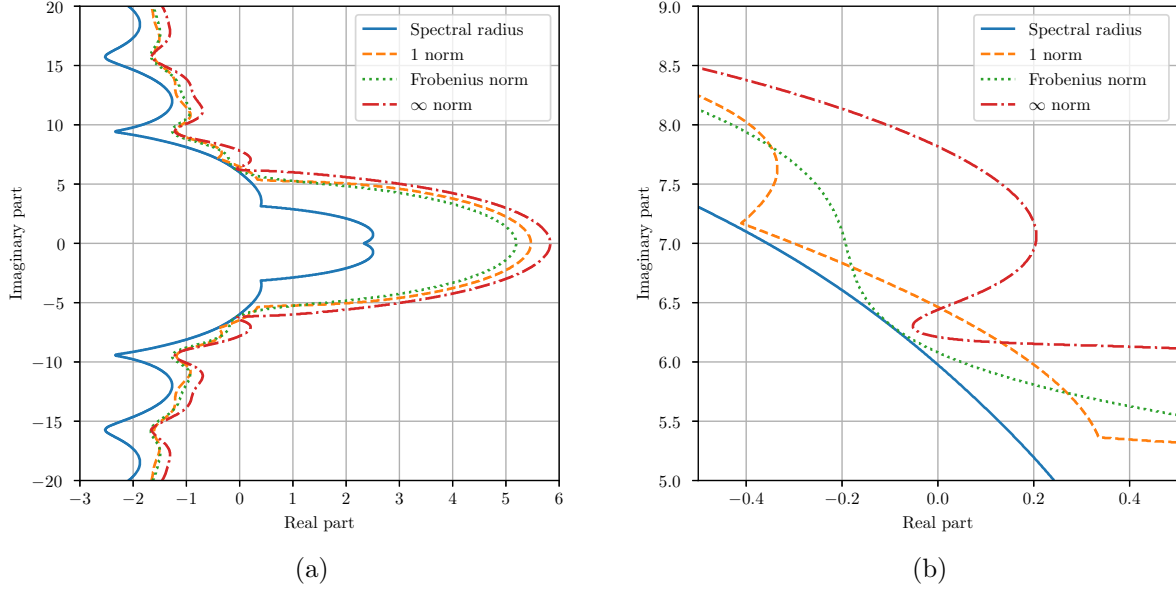 20
15
10
5
0
−5
−10
−15
−20
−3
−2
−1
0
1
2
3
4
5
6
Real part
Imaginary part
Spectral radius
1 norm
Frobenius norm
∞ norm
(a)
9.0
8.5
8.0
7.5
7.0
6.5
6.0
5.5
5.0
−0.4
−0.2
0.0
0.2
0.4
Real part
Imaginary part
Spectral radius
1 norm
Frobenius norm
∞ norm
(b)